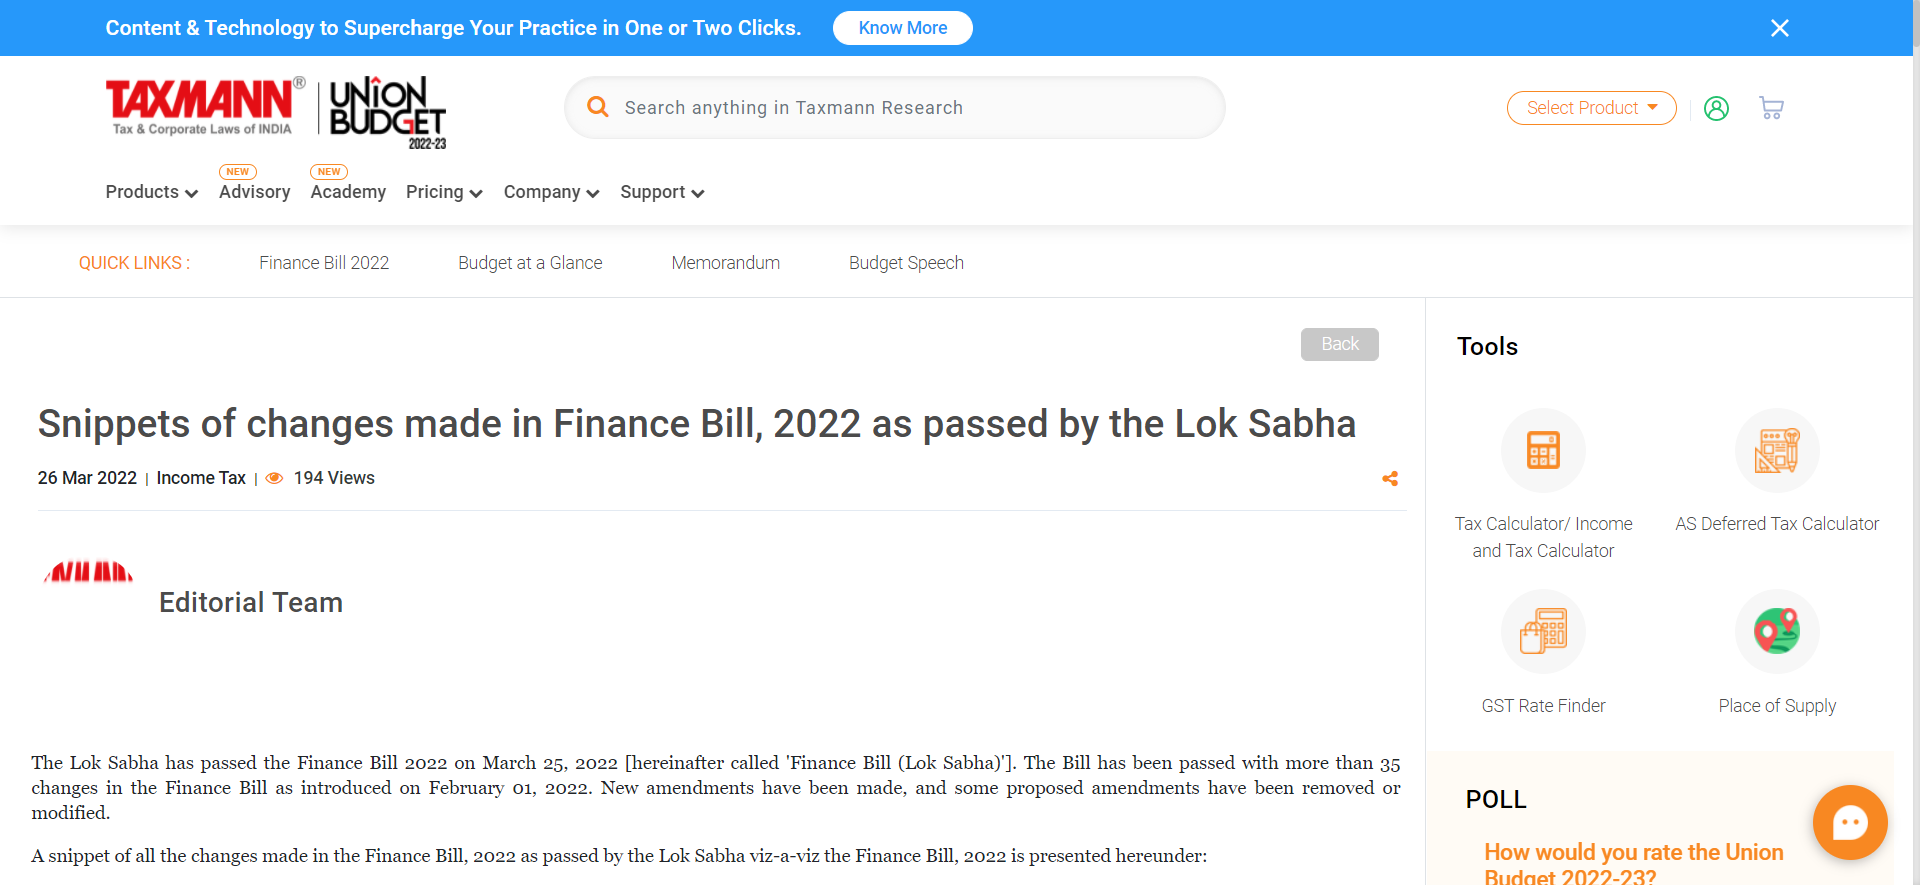 Content & Technology to Supercharge Your Practice in One or Two Clicks.
Know More
TAXMANN®
Tax & Corporate Laws of INDIA
UNION
BUDGET
2022-23
Search anything in Taxmann Research
Select Product
Products
NEW
Advisory
NEW
Academy
Pricing
Company
Support
QUICK LINKS :
Finance Bill 2022
Budget at a Glance
Memorandum
Budget Speech
Back
Snippets of changes made in Finance Bill, 2022 as passed by the Lok Sabha
26 Mar 2022 | Income Tax | 194 Views
Editorial Team
The Lok Sabha has passed the Finance Bill 2022 on March 25, 2022 [hereinafter called 'Finance Bill (Lok Sabha)']. The Bill has been passed with more than 35
changes in the Finance Bill as introduced on February 01, 2022. New amendments have been made, and some proposed amendments have been removed or
modified.
A snippet of all the changes made in the Finance Bill, 2022 as passed by the Lok Sabha viz-a-viz the Finance Bill, 2022 is presented hereunder:
Tools
Tax Calculator/ Income
and Tax Calculator
AS Deferred Tax Calculator
GST Rate Finder
Place of Supply
POLL
How would you rate the Union
Budget 2022-23?